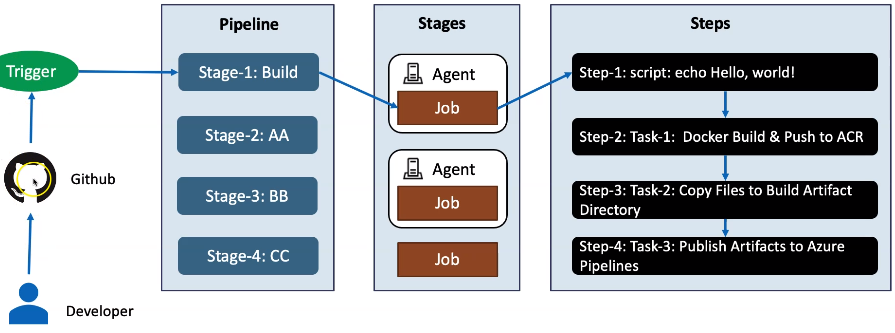 Pipeline
Stages
Steps
Trigger
Stage-1: Build
Agent
Job
Step-1: script: echo Hello, world!
Stage-2: AA
Step-2: Task-1:  Docker Build & Push to ACR
Github
Agent
Job
Stage-3: BB
Step-3: Task-2: Copy Files to Build Artifact
Directory
Stage-4: CC
Job
Step-4: Task-3: Publish Artifacts to Azure
Pipelines
Developer